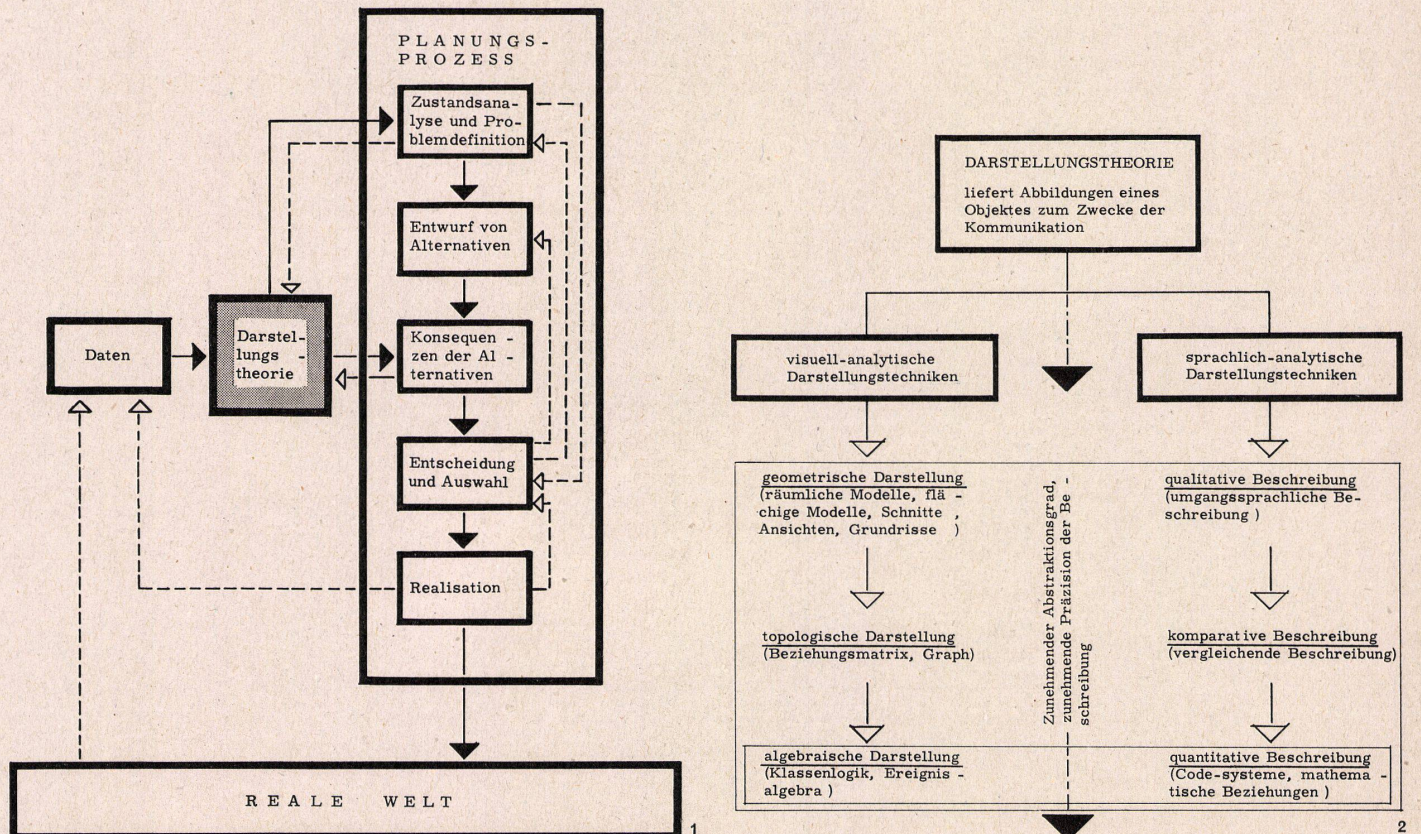 PLANUNGS-
PROZESS
Zustandsana-
lyse und Pro-
blemdefinition
Entwurf von
Alternativen
Daten
Darstel-
lungs -
theorie
Konsequen -
zen der Al -
ternativen
Entscheidung
und Auswahl
Realisation
REALE WELT
1
DARSTELLUNGSTHEORIE
liefert Abbildungen eines
Objektes zum Zwecke der
Kommunikation
visuell-analytische
Darstellungstechniken
sprachlich-analytische
Darstellungstechniken
geometrische Darstellung
(räumliche Modelle, flä -
chige Modelle, Schnitte ,
Ansichten, Grundrisse )
topologische Darstellung
(Beziehungsmatrix, Graph)
algebraische Darstellung
(Klassenlogik, Ereignis -
algebra )
Zunehmender Abstraktionsgrad,
zunehmende Präzision der Be -
schreibung
qualitative Beschreibung
(umgangssprachliche Be-
schreibung )
komparative Beschreibung
(vergleichende Beschreibung)
quantitative Beschreibung
(Code-systeme, mathema -
tische Beziehungen )
2